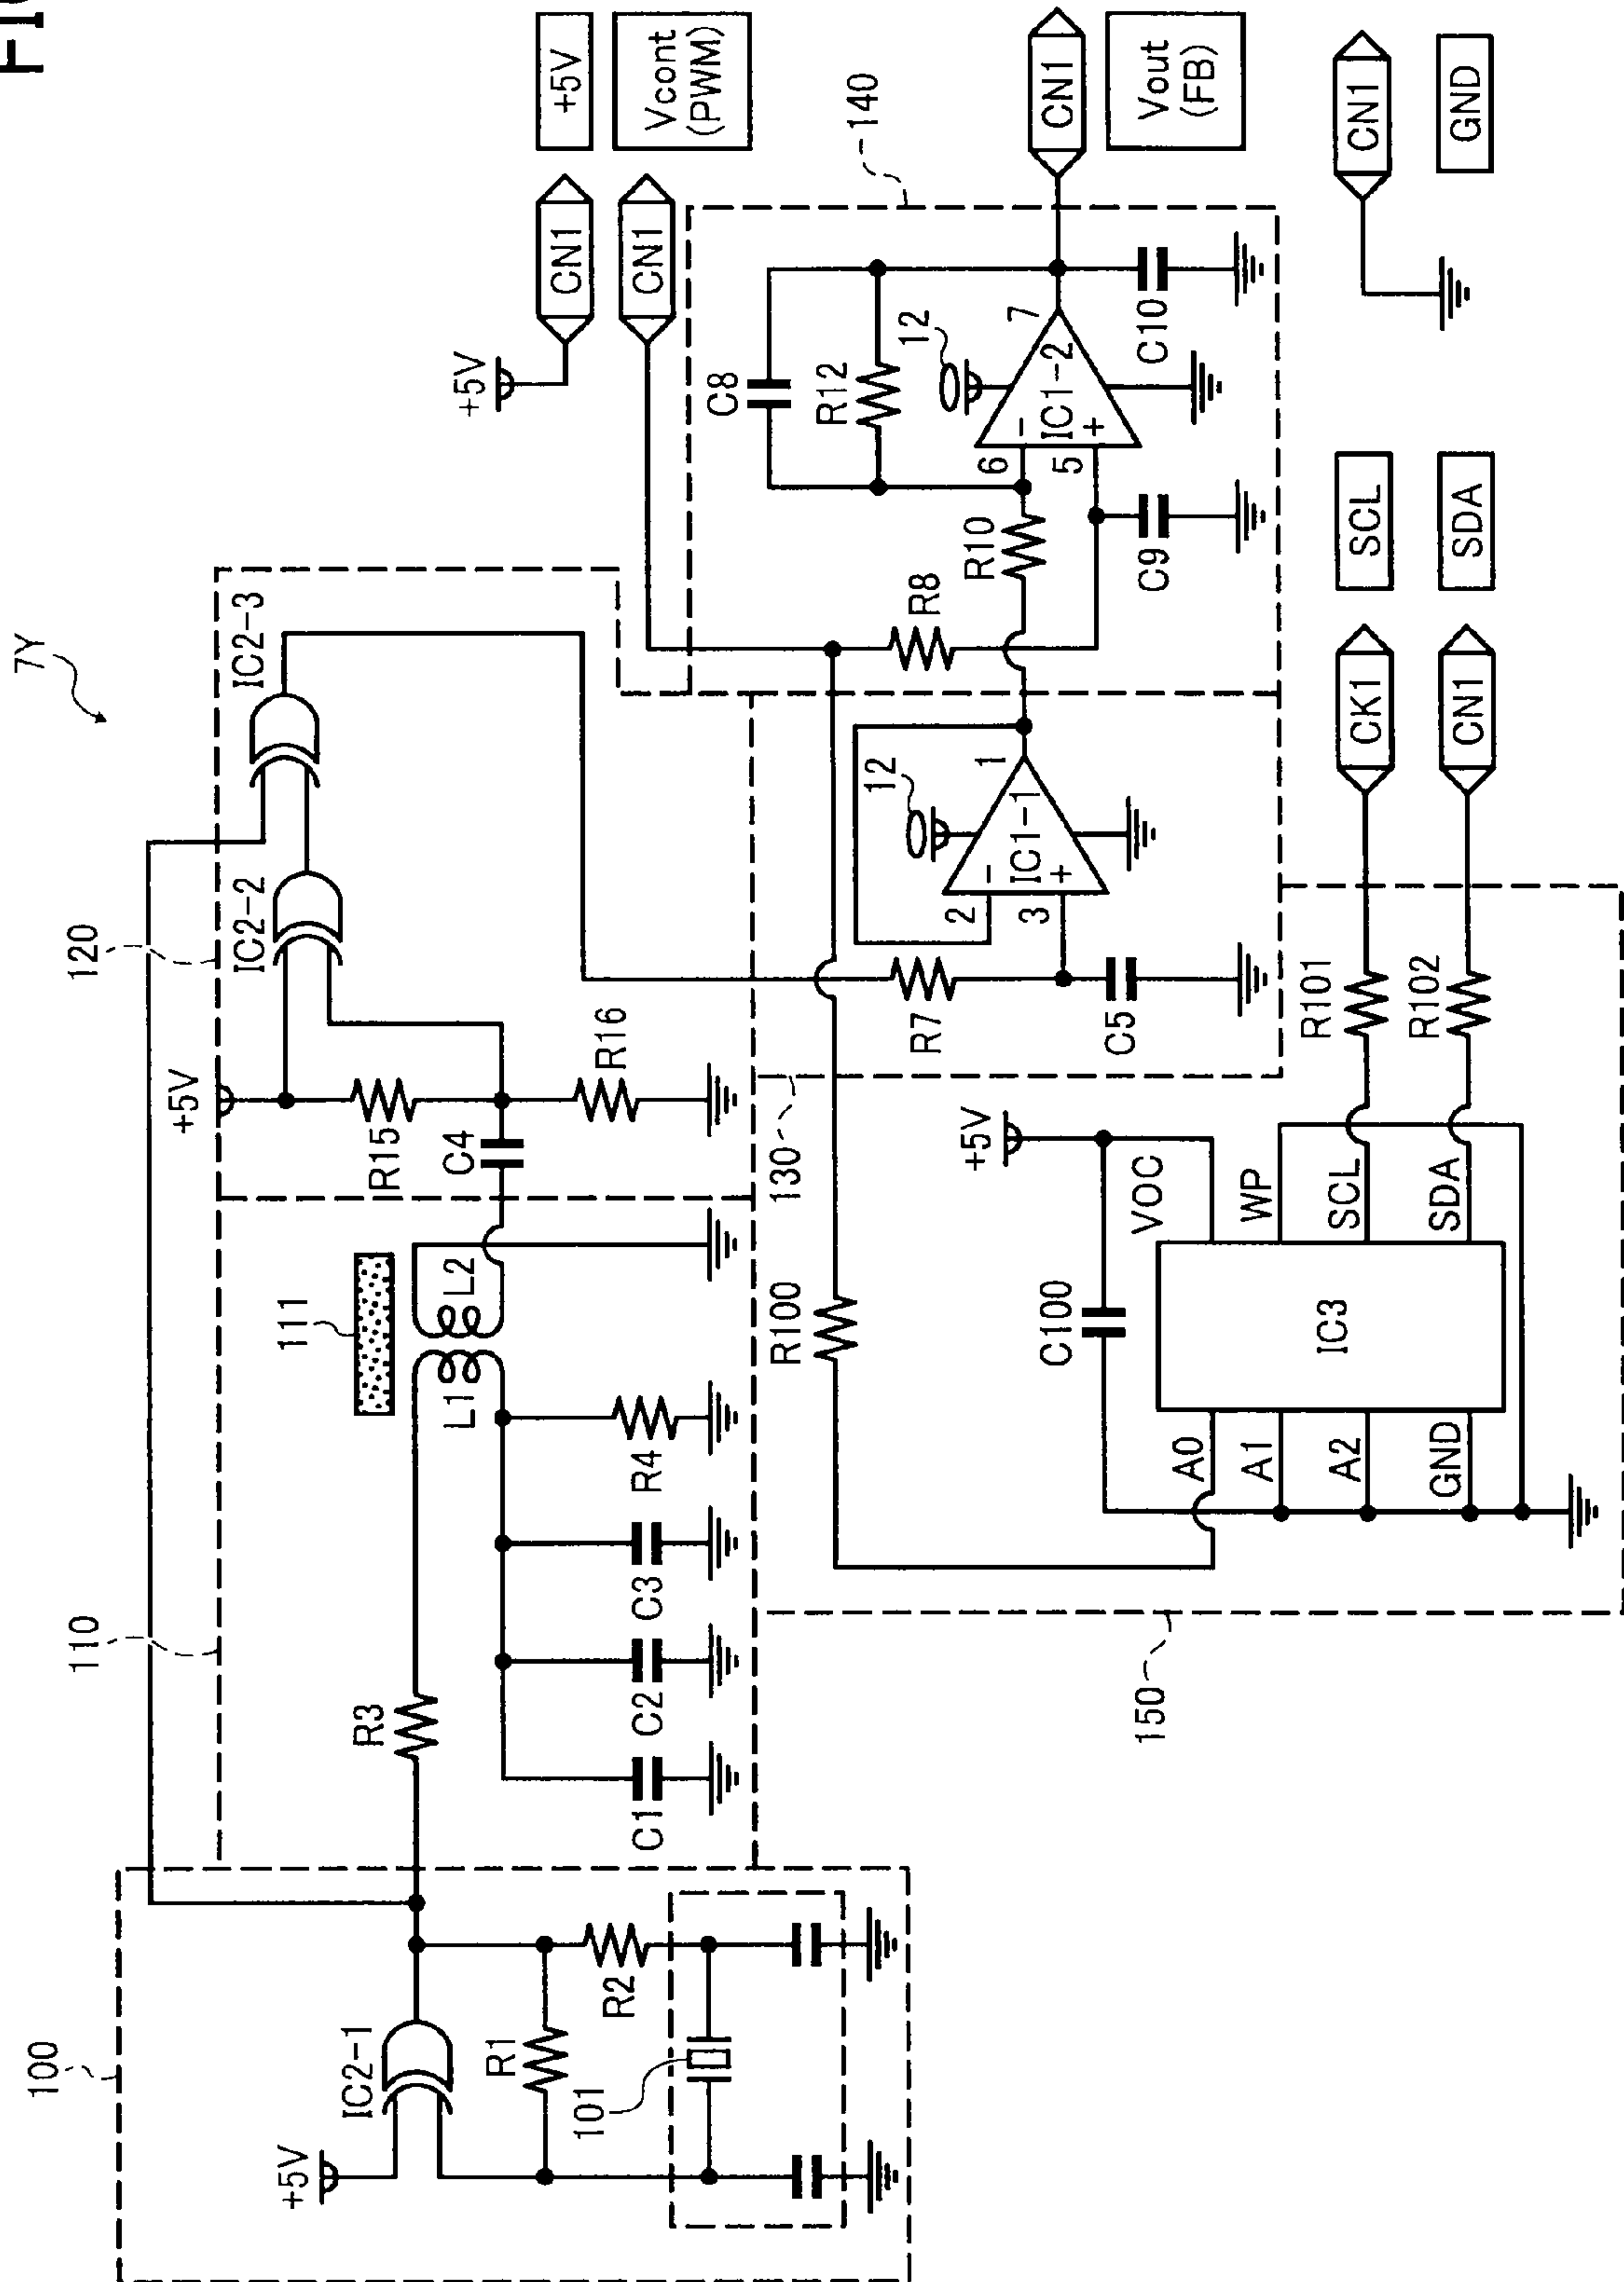 FI
7Y
100
+5V
IC2-1
R1
R2
101
110
R3
C1
C2
C3
R4
L1
L2
111
120
+5V
R15
C4
R16
IC2-2
IC2-3
130
R7
C5
2
3
-
+
IC1-1
1
12
140
R8
R10
C9
C8
R12
6
5
-
+
IC1-2
7
12
C10
+5V
CN1
+5V
CN1
Vcont
(PWM)
CN1
Vout
(FB)
CN1
GND
150
R100
C100
+5V
A0
A1
A2
GND
IC3
VOC
WP
SCL
SDA
R101
R102
CK1
SCL
CN1
SDA